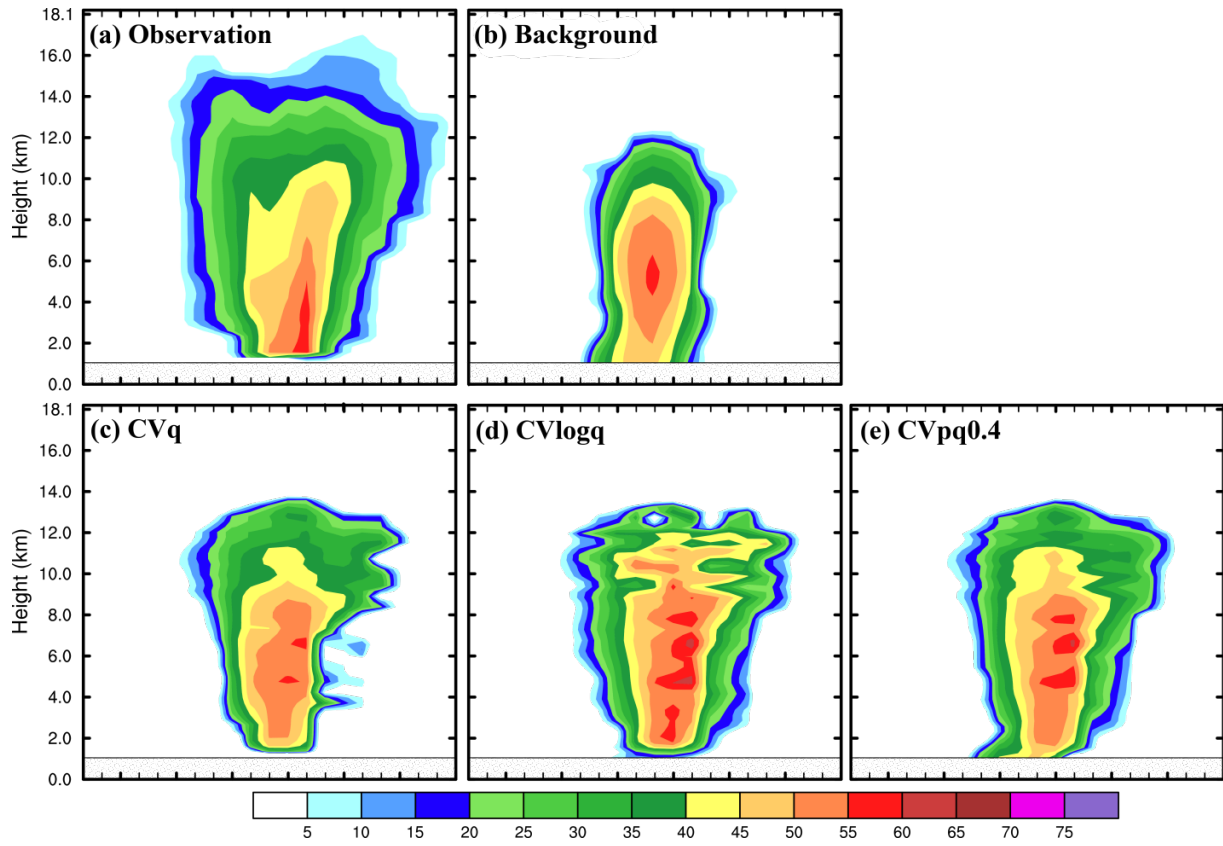 (a) Observation
(b) Background
18.1
16.0
14.0
12.0
10.0
8.0
6.0
4.0
2.0
0.0
Height (km)
(c) CVq
(d) CVlogq
(e) CVpq0.4
18.1
16.0
14.0
12.0
10.0
8.0
6.0
4.0
2.0
0.0
Height (km)
5 10 15 20 25 30 35 40 45 50 55 60 65 70 75